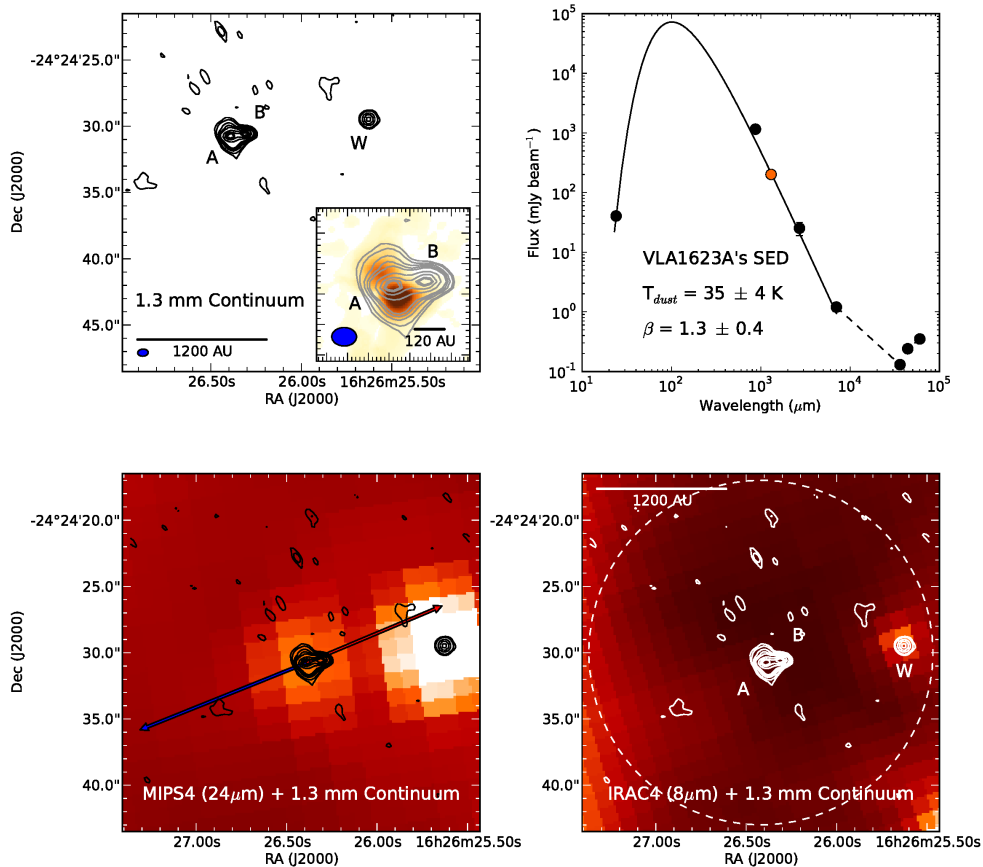 -24°24'25.0"
30.0"
35.0"
40.0"
45.0"
Dec (J2000)
B
A
W
1.3 mm Continuum
1200 AU
B
A
120 AU
26.50s
26.00s
16h26m25.50s
RA (J2000)
10^5
10^4
10^3
10^2
10^1
10^0
10^-1
Flux (mJy beam^-1)
VLA1623A's SED
T_dust = 35 ± 4 K
β = 1.3 ± 0.4
10^1
10^2
10^3
10^4
10^5
Wavelength (μm)
-24°24'20.0"
25.0"
30.0"
35.0"
40.0"
Dec (J2000)
MIPS4 (24μm) + 1.3 mm Continuum
27.00s
26.50s
26.00s
16h26m25.50s
RA (J2000)
-24°24'20.0"
25.0"
30.0"
35.0"
40.0"
1200 AU
B
A
W
IRAC4 (8μm) + 1.3 mm Continuum
27.00s
26.50s
26.00s
16h26m25.50s
RA (J2000)